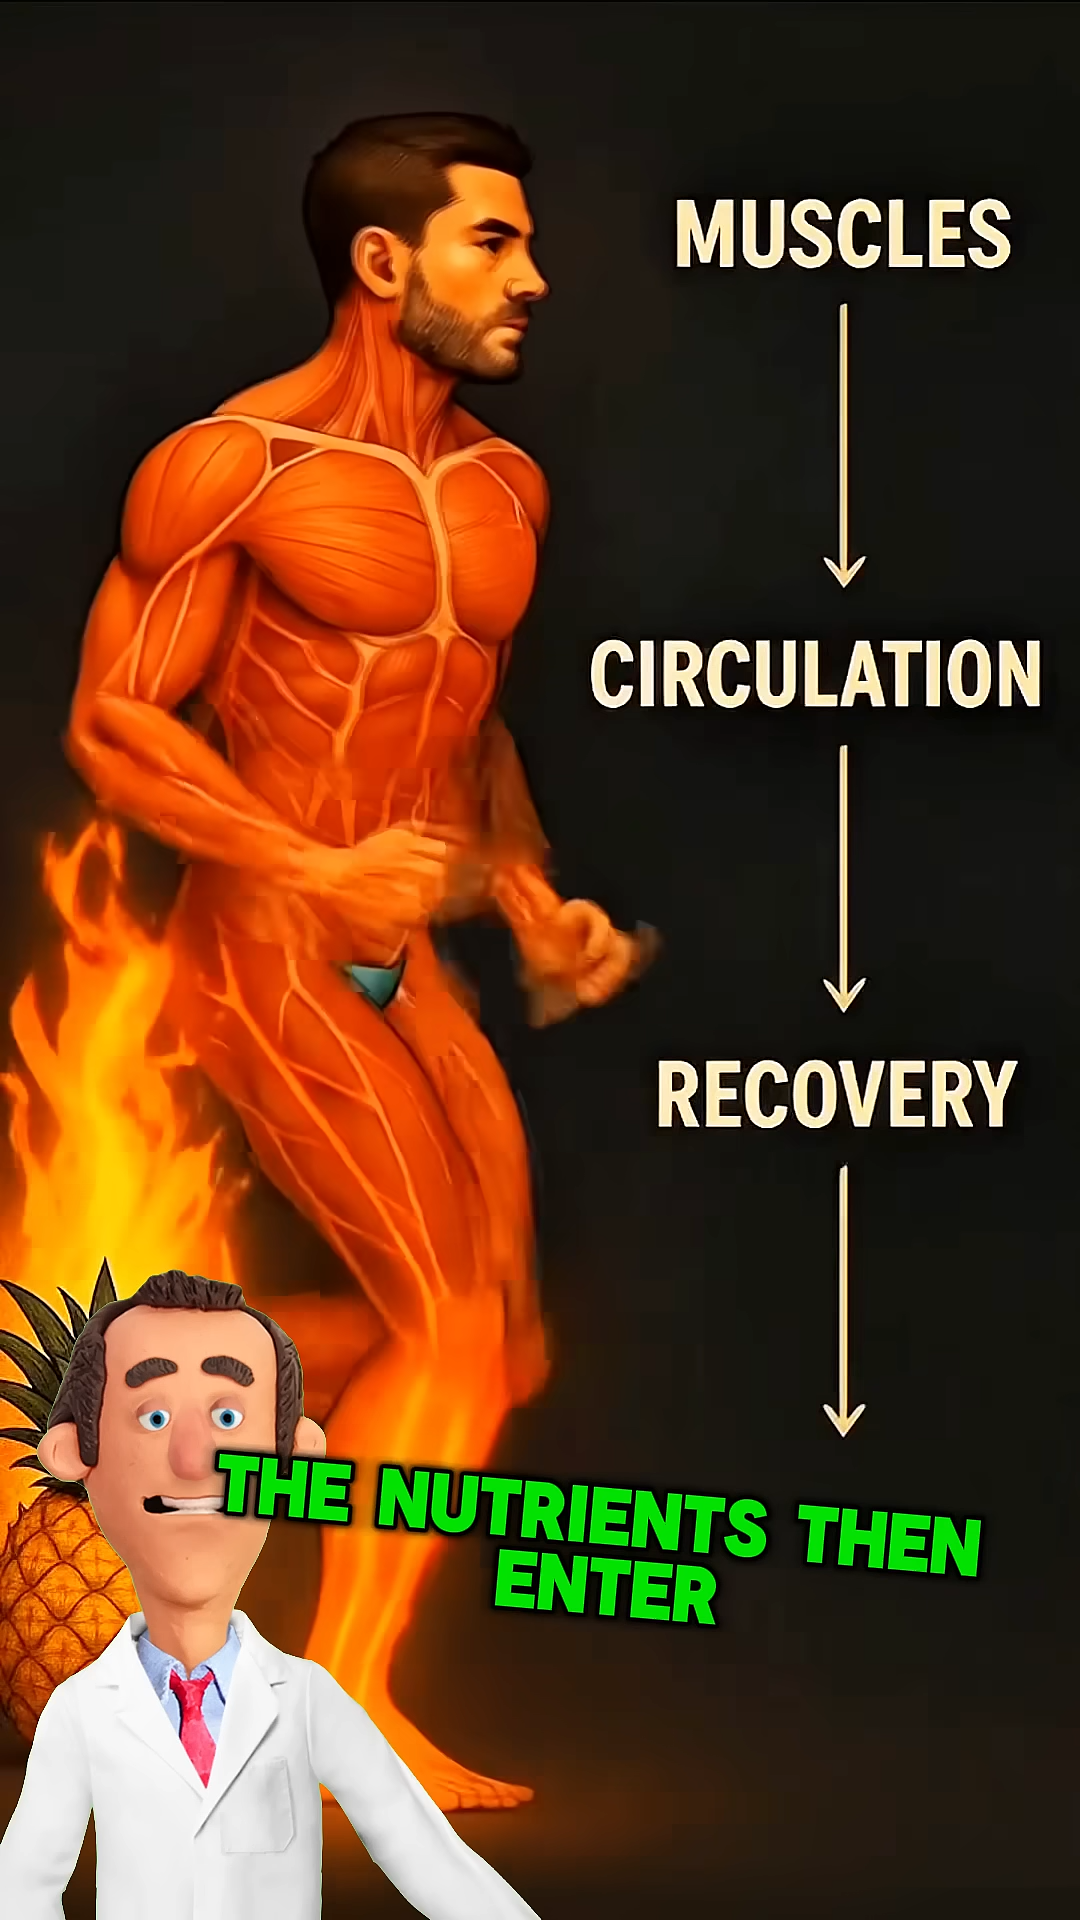 MUSCLES
CIRCULATION
RECOVERY
THE NUTRIENTS THEN
ENTER